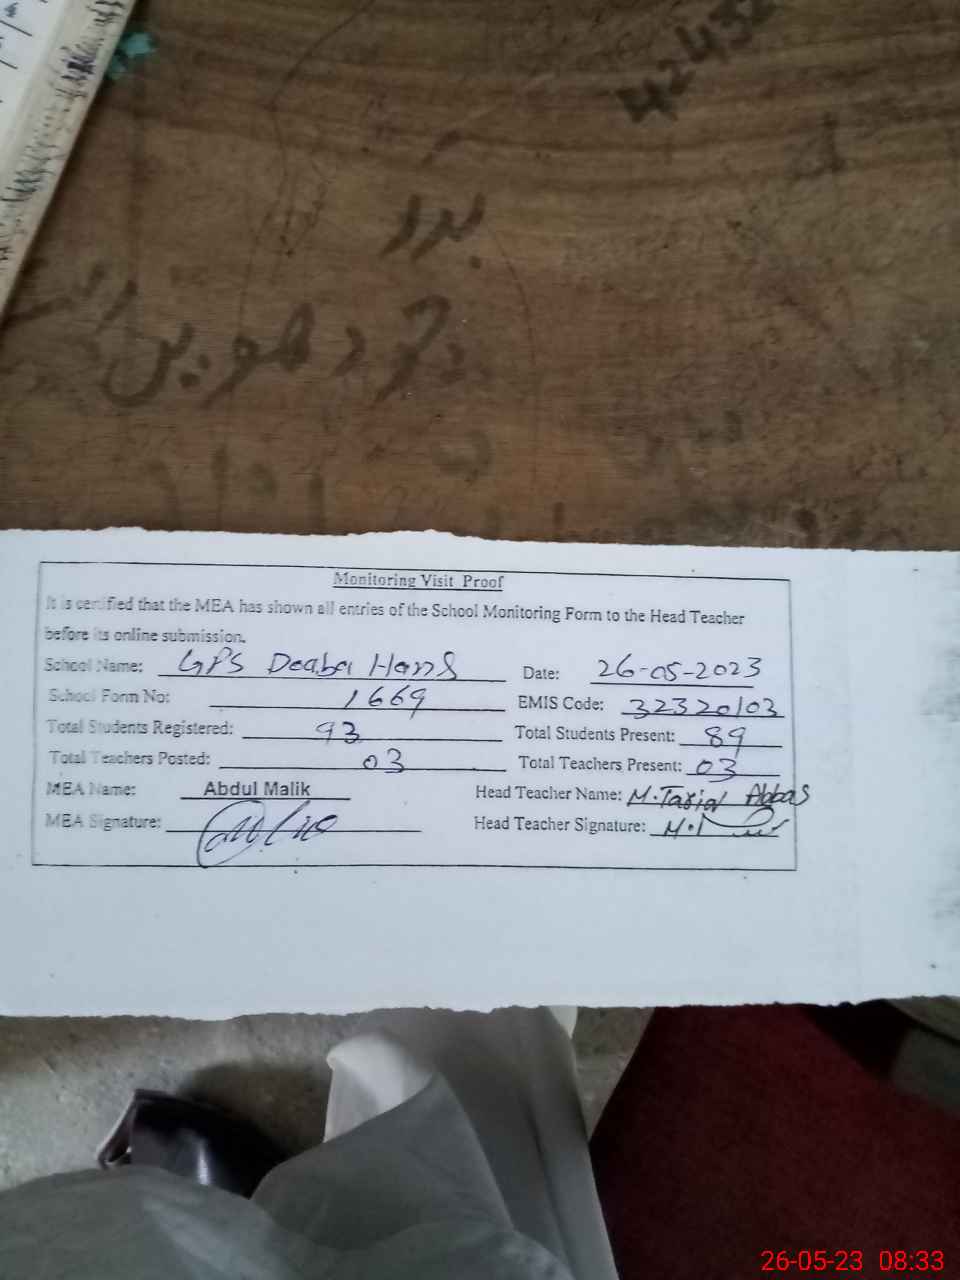 42432
بدر
چودھویں
Monitoring Visit Proof
It is certified that the MEA has shown all entries of the School Monitoring Form to the Head Teacher
before its online submission.
School Name: GPS Deaba Hans Date: 26-05-2023
School Form No: 1669 EMIS Code: 32320103
Total Students Registered: 93 Total Students Present: 89
Total Teachers Posted: 03 Total Teachers Present: 03
MEA Name: Abdul Malik Head Teacher Name: M. Tariq Abbas
MEA Signature: Head Teacher Signature:
26-05-23 08:33